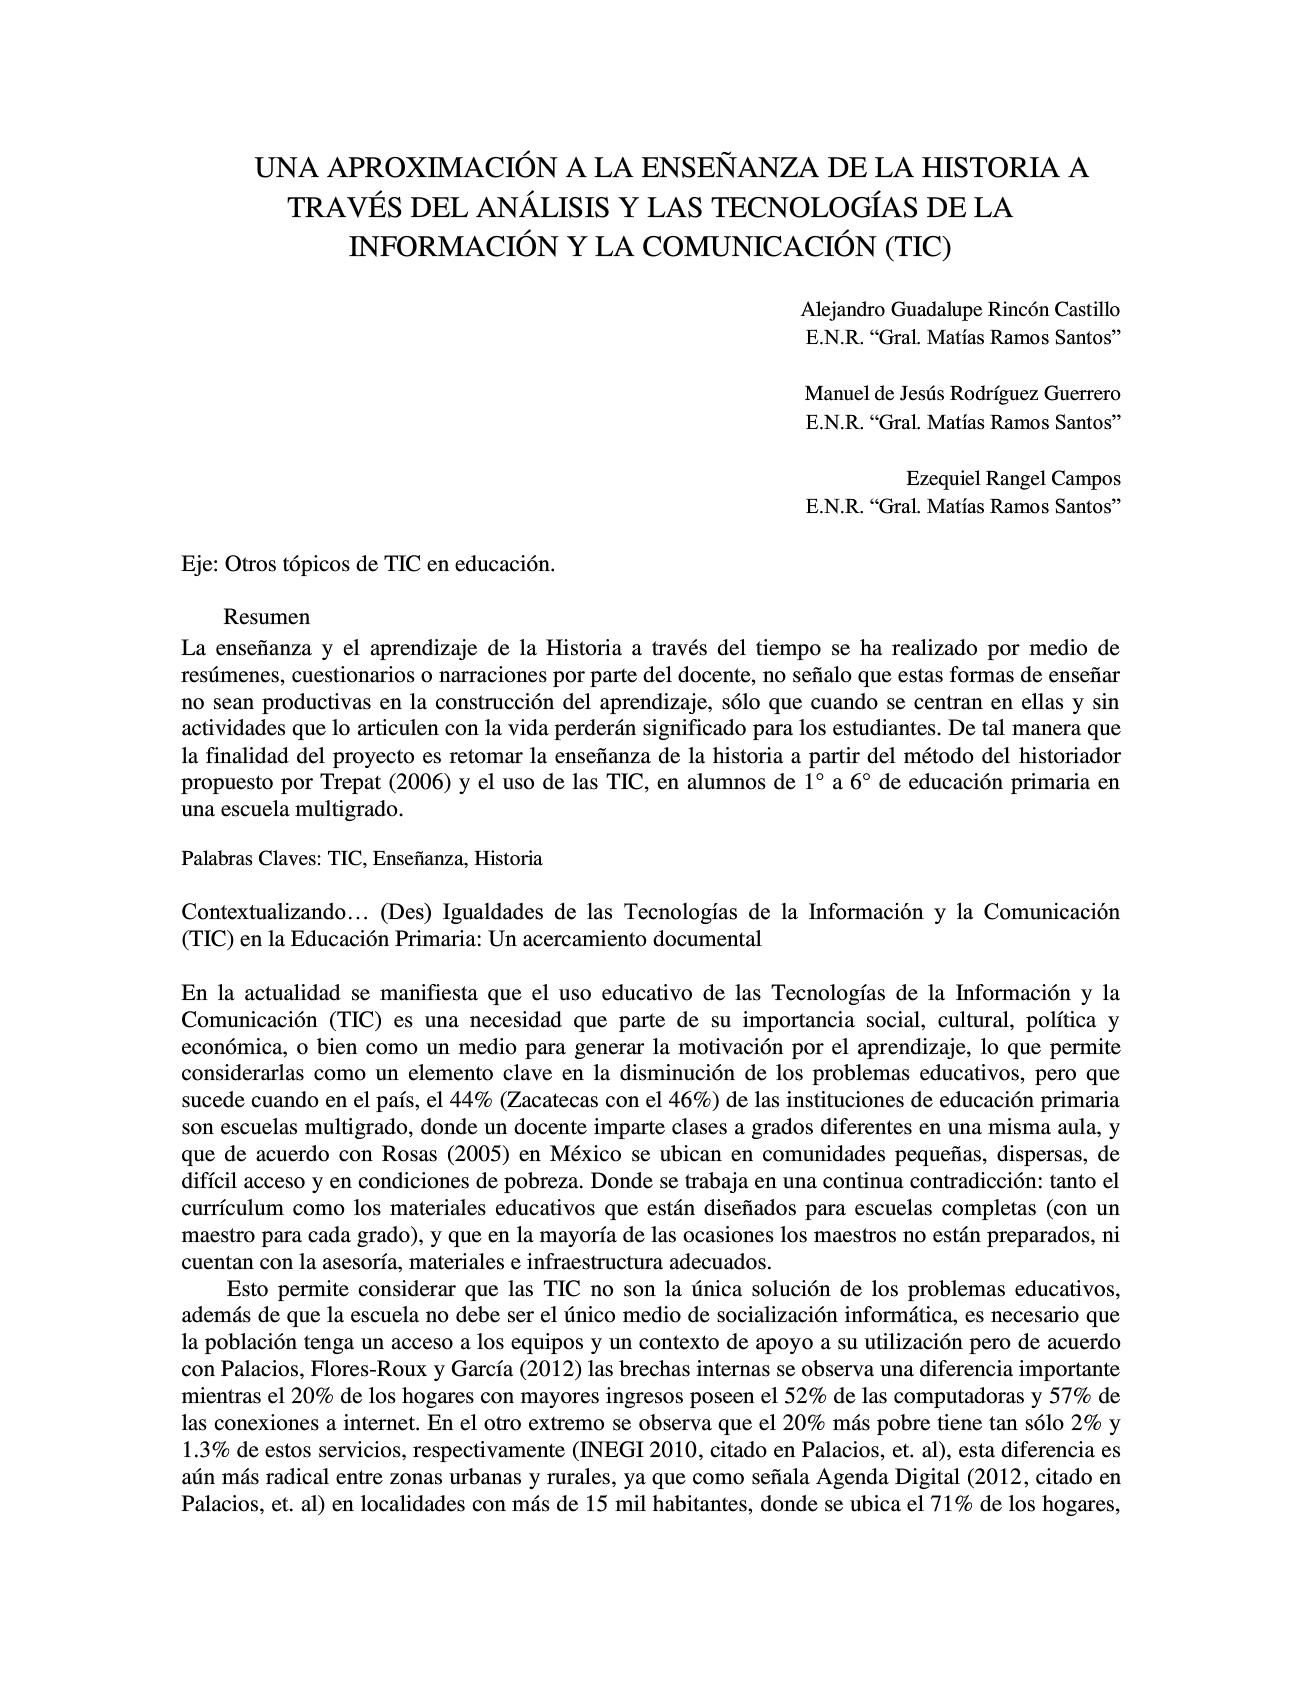 UNA APROXIMACIÓN A LA ENSEÑANZA DE LA HISTORIA A
TRAVÉS DEL ANÁLISIS Y LAS TECNOLOGÍAS DE LA
INFORMACIÓN Y LA COMUNICACIÓN (TIC)
Alejandro Guadalupe Rincón Castillo
E.N.R. “Gral. Matías Ramos Santos”
Manuel de Jesús Rodríguez Guerrero
E.N.R. “Gral. Matías Ramos Santos”
Ezequiel Rangel Campos
E.N.R. “Gral. Matías Ramos Santos”
Eje: Otros tópicos de TIC en educación.
Resumen
La enseñanza y el aprendizaje de la Historia a través del tiempo se ha realizado por medio de
resúmenes, cuestionarios o narraciones por parte del docente, no señalo que estas formas de enseñar
no sean productivas en la construcción del aprendizaje, sólo que cuando se centran en ellas y sin
actividades que lo articulen con la vida perderán significado para los estudiantes. De tal manera que
la finalidad del proyecto es retomar la enseñanza de la historia a partir del método del historiador
propuesto por Trepat (2006) y el uso de las TIC, en alumnos de 1° a 6° de educación primaria en
una escuela multigrado.
Palabras Claves: TIC, Enseñanza, Historia
Contextualizando… (Des) Igualdades de las Tecnologías de la Información y la Comunicación
(TIC) en la Educación Primaria: Un acercamiento documental
En la actualidad se manifiesta que el uso educativo de las Tecnologías de la Información y la
Comunicación (TIC) es una necesidad que parte de su importancia social, cultural, política y
económica, o bien como un medio para generar la motivación por el aprendizaje, lo que permite
considerarlas como un elemento clave en la disminución de los problemas educativos, pero que
sucede cuando en el país, el 44% (Zacatecas con el 46%) de las instituciones de educación primaria
son escuelas multigrado, donde un docente imparte clases a grados diferentes en una misma aula, y
que de acuerdo con Rosas (2005) en México se ubican en comunidades pequeñas, dispersas, de
difícil acceso y en condiciones de pobreza. Donde se trabaja en una continua contradicción: tanto el
currículum como los materiales educativos que están diseñados para escuelas completas (con un
maestro para cada grado), y que en la mayoría de las ocasiones los maestros no están preparados, ni
cuentan con la asesoría, materiales e infraestructura adecuados.
Esto permite considerar que las TIC no son la única solución de los problemas educativos,
además de que la escuela no debe ser el único medio de socialización informática, es necesario que
la población tenga un acceso a los equipos y un contexto de apoyo a su utilización pero de acuerdo
con Palacios, Flores-Roux y García (2012) las brechas internas se observa una diferencia importante
mientras el 20% de los hogares con mayores ingresos poseen el 52% de las computadoras y 57% de
las conexiones a internet. En el otro extremo se observa que el 20% más pobre tiene tan sólo 2% y
1.3% de estos servicios, respectivamente (INEGI 2010, citado en Palacios, et. al), esta diferencia es
aún más radical entre zonas urbanas y rurales, ya que como señala Agenda Digital (2012, citado en
Palacios, et. al) en localidades con más de 15 mil habitantes, donde se ubica el 71% de los hogares,